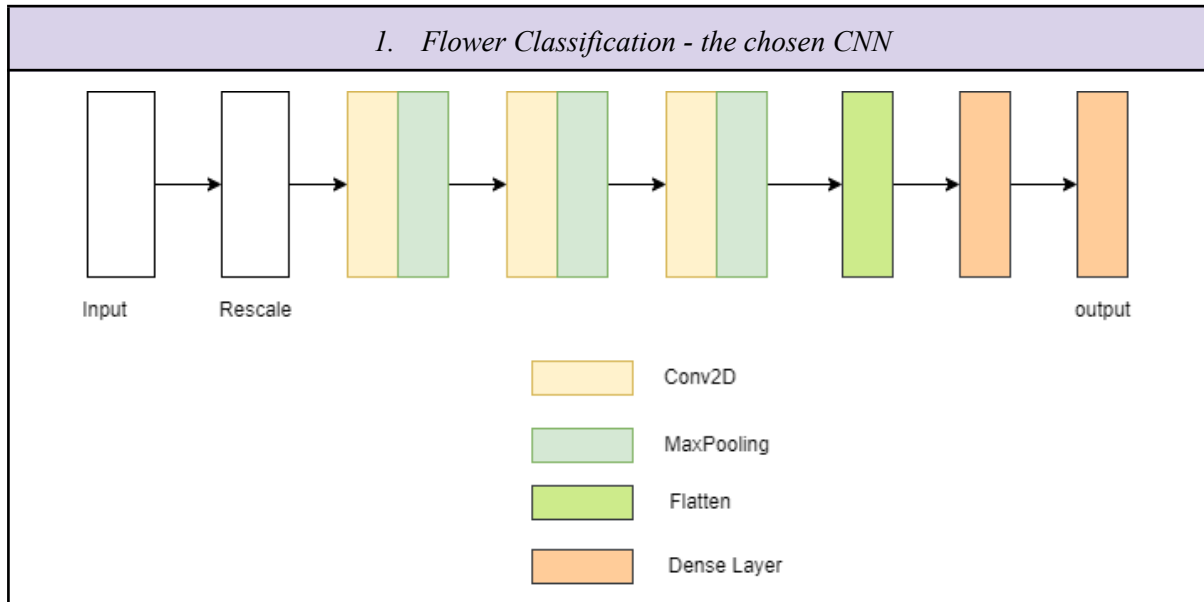 1. Flower Classification - the chosen CNN
Input
Rescale
output
Conv2D
MaxPooling
Flatten
Dense Layer